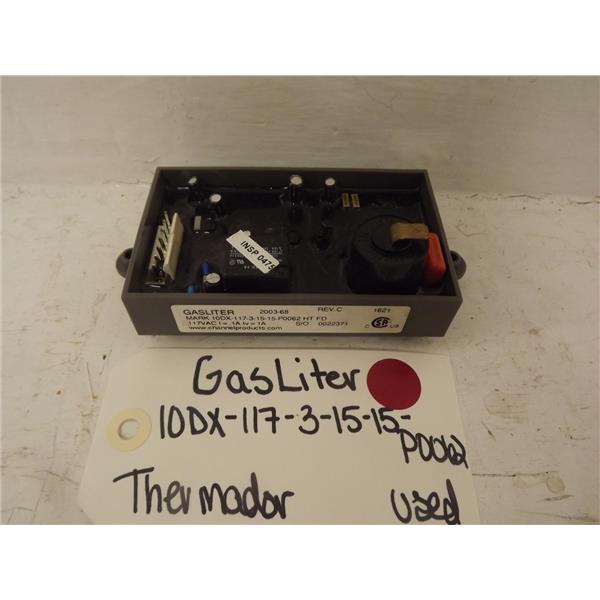 INSP 0475
GASLITER 2003-68 REV.C 1621
MARK 10DX-117-3-15-15-P0062 HT FD
117VAC I = .1A Iv = 1A S/O 0022371
www.channelproducts.com
C US
GasLiter
10DX-117-3-15-15-
P0062
Thermador used